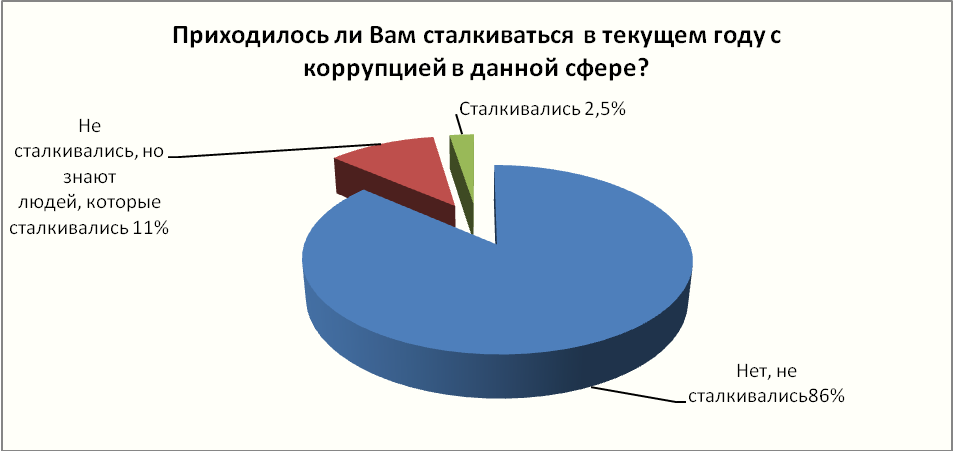 Приходилось ли Вам сталкиваться в текущем году с
коррупцией в данной сфере?
Сталкивались 2,5%
Не
сталкивались, но
знают
людей, которые
сталкивались 11%
Нет, не
сталкивались86%